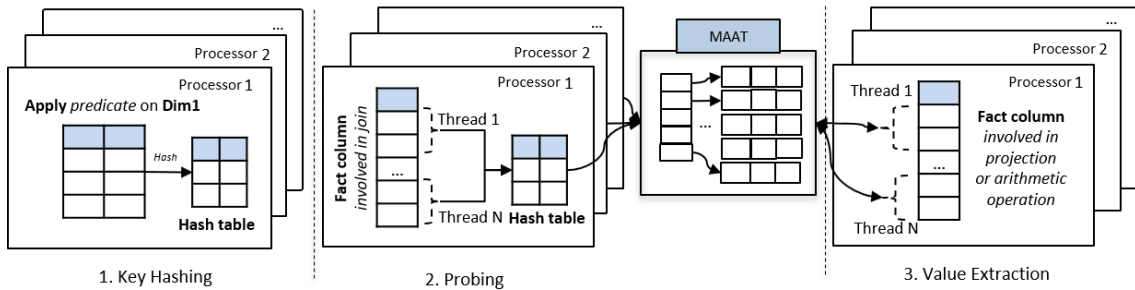 ...
Processor 2
Processor 1
Apply predicate on Dim1
Hash
Hash table
1. Key Hashing
...
Processor 2
Processor 1
Fact column
involved in join
...
Thread 1
Thread N
Hash table
2. Probing
MAAT
...
...
Processor 2
Processor 1
Thread 1
...
Thread N
Fact column
involved in
projection
or arithmetic
operation
3. Value Extraction